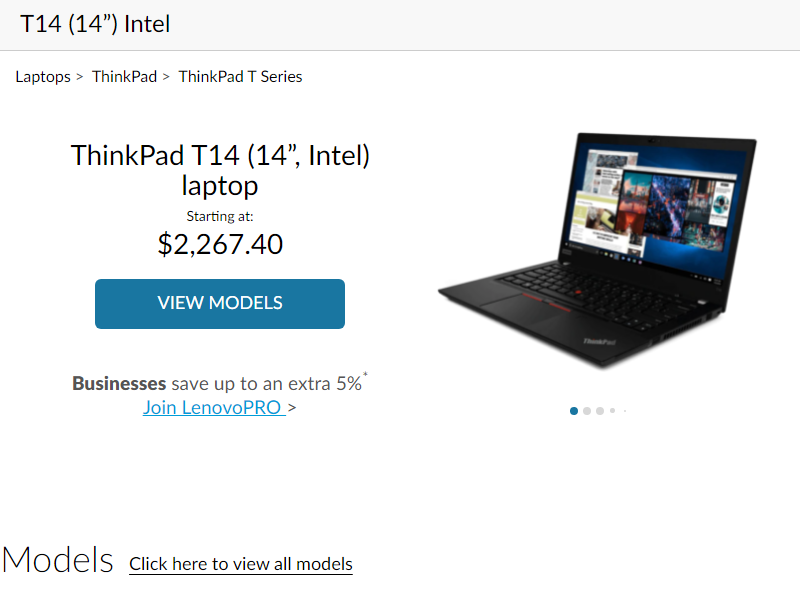 T14 (14”) Intel
Laptops > ThinkPad > ThinkPad T Series
ThinkPad T14 (14”, Intel)
laptop
Starting at:
$2,267.40
VIEW MODELS
Businesses save up to an extra 5%*
Join LenovoPRO >
ThinkPad
Models Click here to view all models